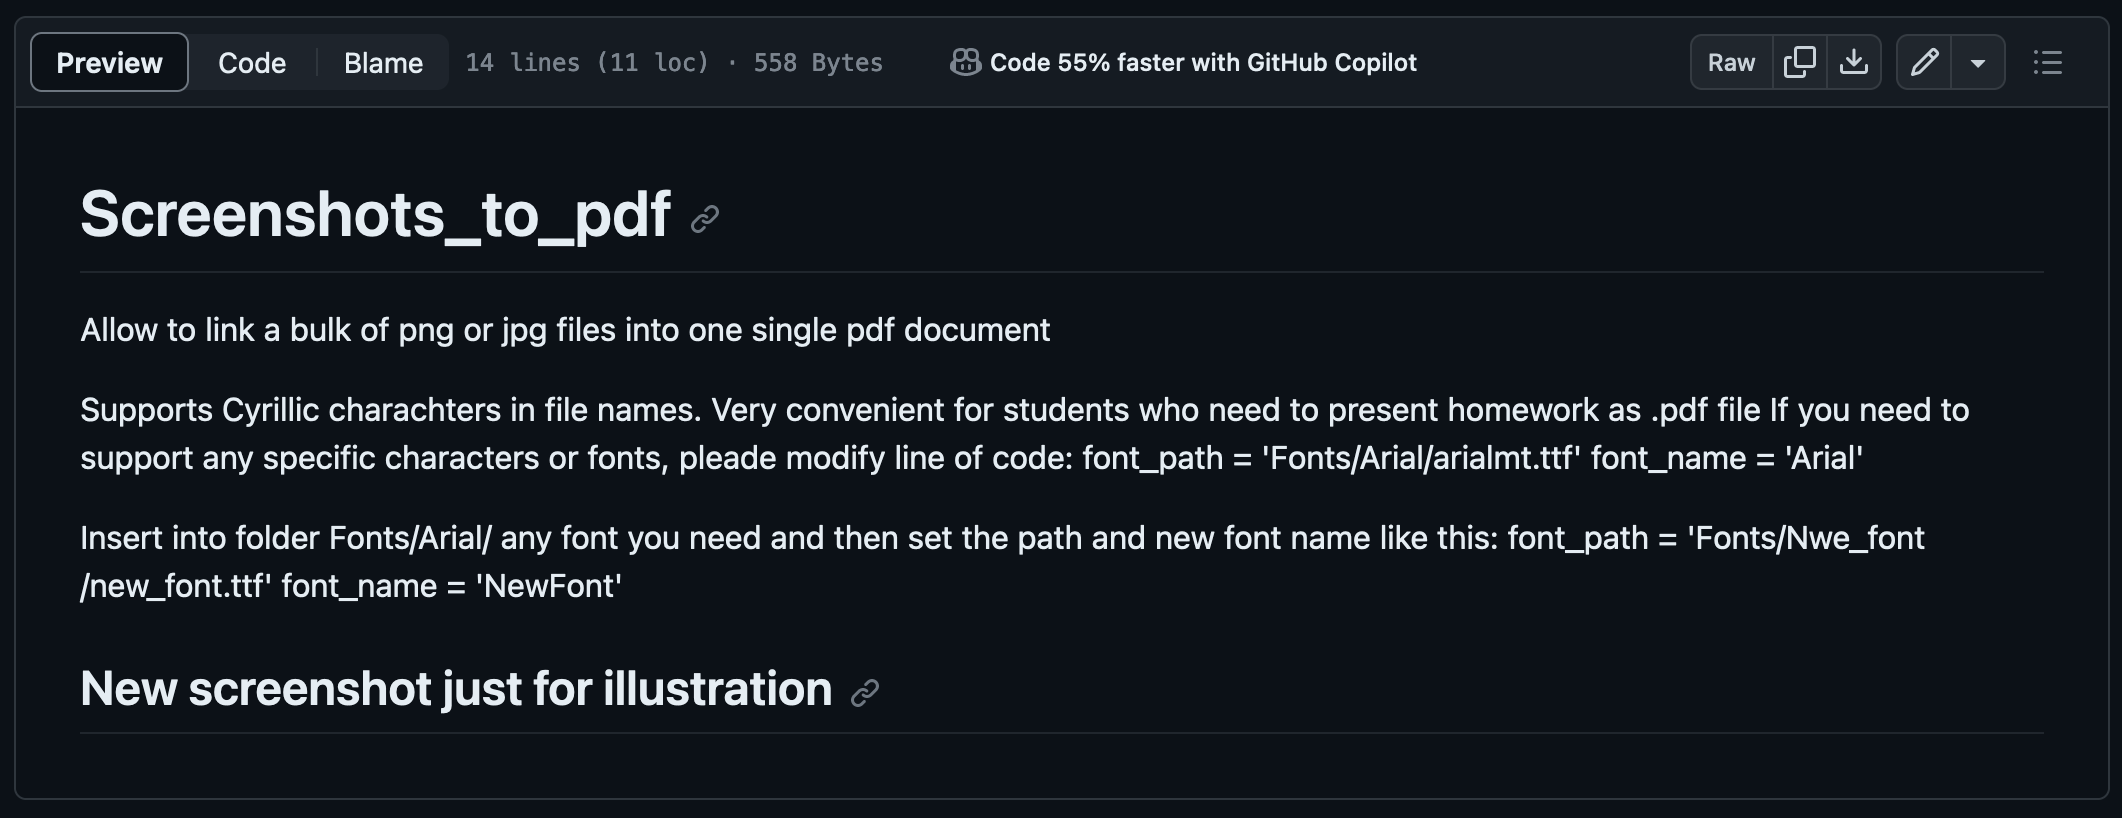 Preview Code Blame 14 lines (11 loc) · 558 Bytes Code 55% faster with GitHub Copilot Raw
Screenshots_to_pdf
Allow to link a bulk of png or jpg files into one single pdf document
Supports Cyrillic charachters in file names. Very convenient for students who need to present homework as .pdf file If you need to
support any specific characters or fonts, pleade modify line of code: font_path = 'Fonts/Arial/arialmt.ttf' font_name = 'Arial'
Insert into folder Fonts/Arial/ any font you need and then set the path and new font name like this: font_path = 'Fonts/Nwe_font
/new_font.ttf' font_name = 'NewFont'
New screenshot just for illustration